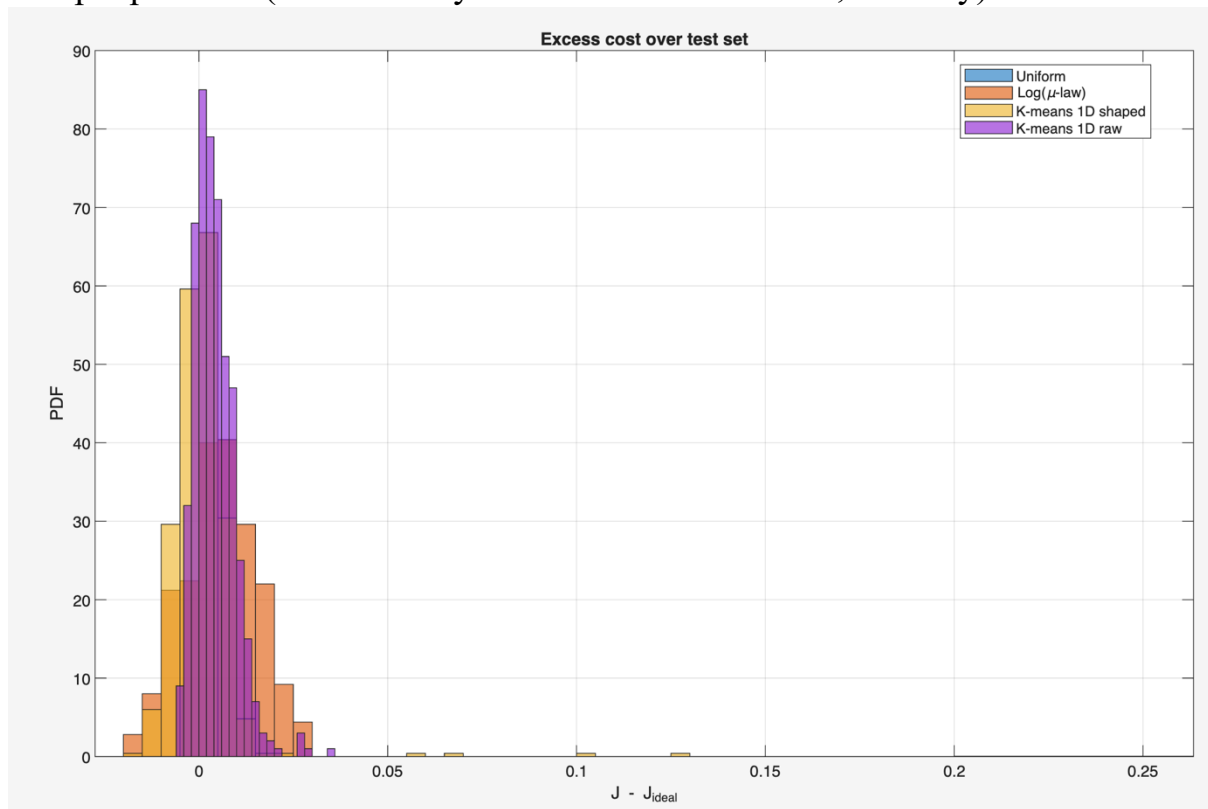 Excess cost over test set
90
80
70
60
50
40
30
20
10
0
PDF
Uniform
Log(μ-law)
K-means 1D shaped
K-means 1D raw
0 0.05 0.1 0.15 0.2 0.25
J - J_ideal